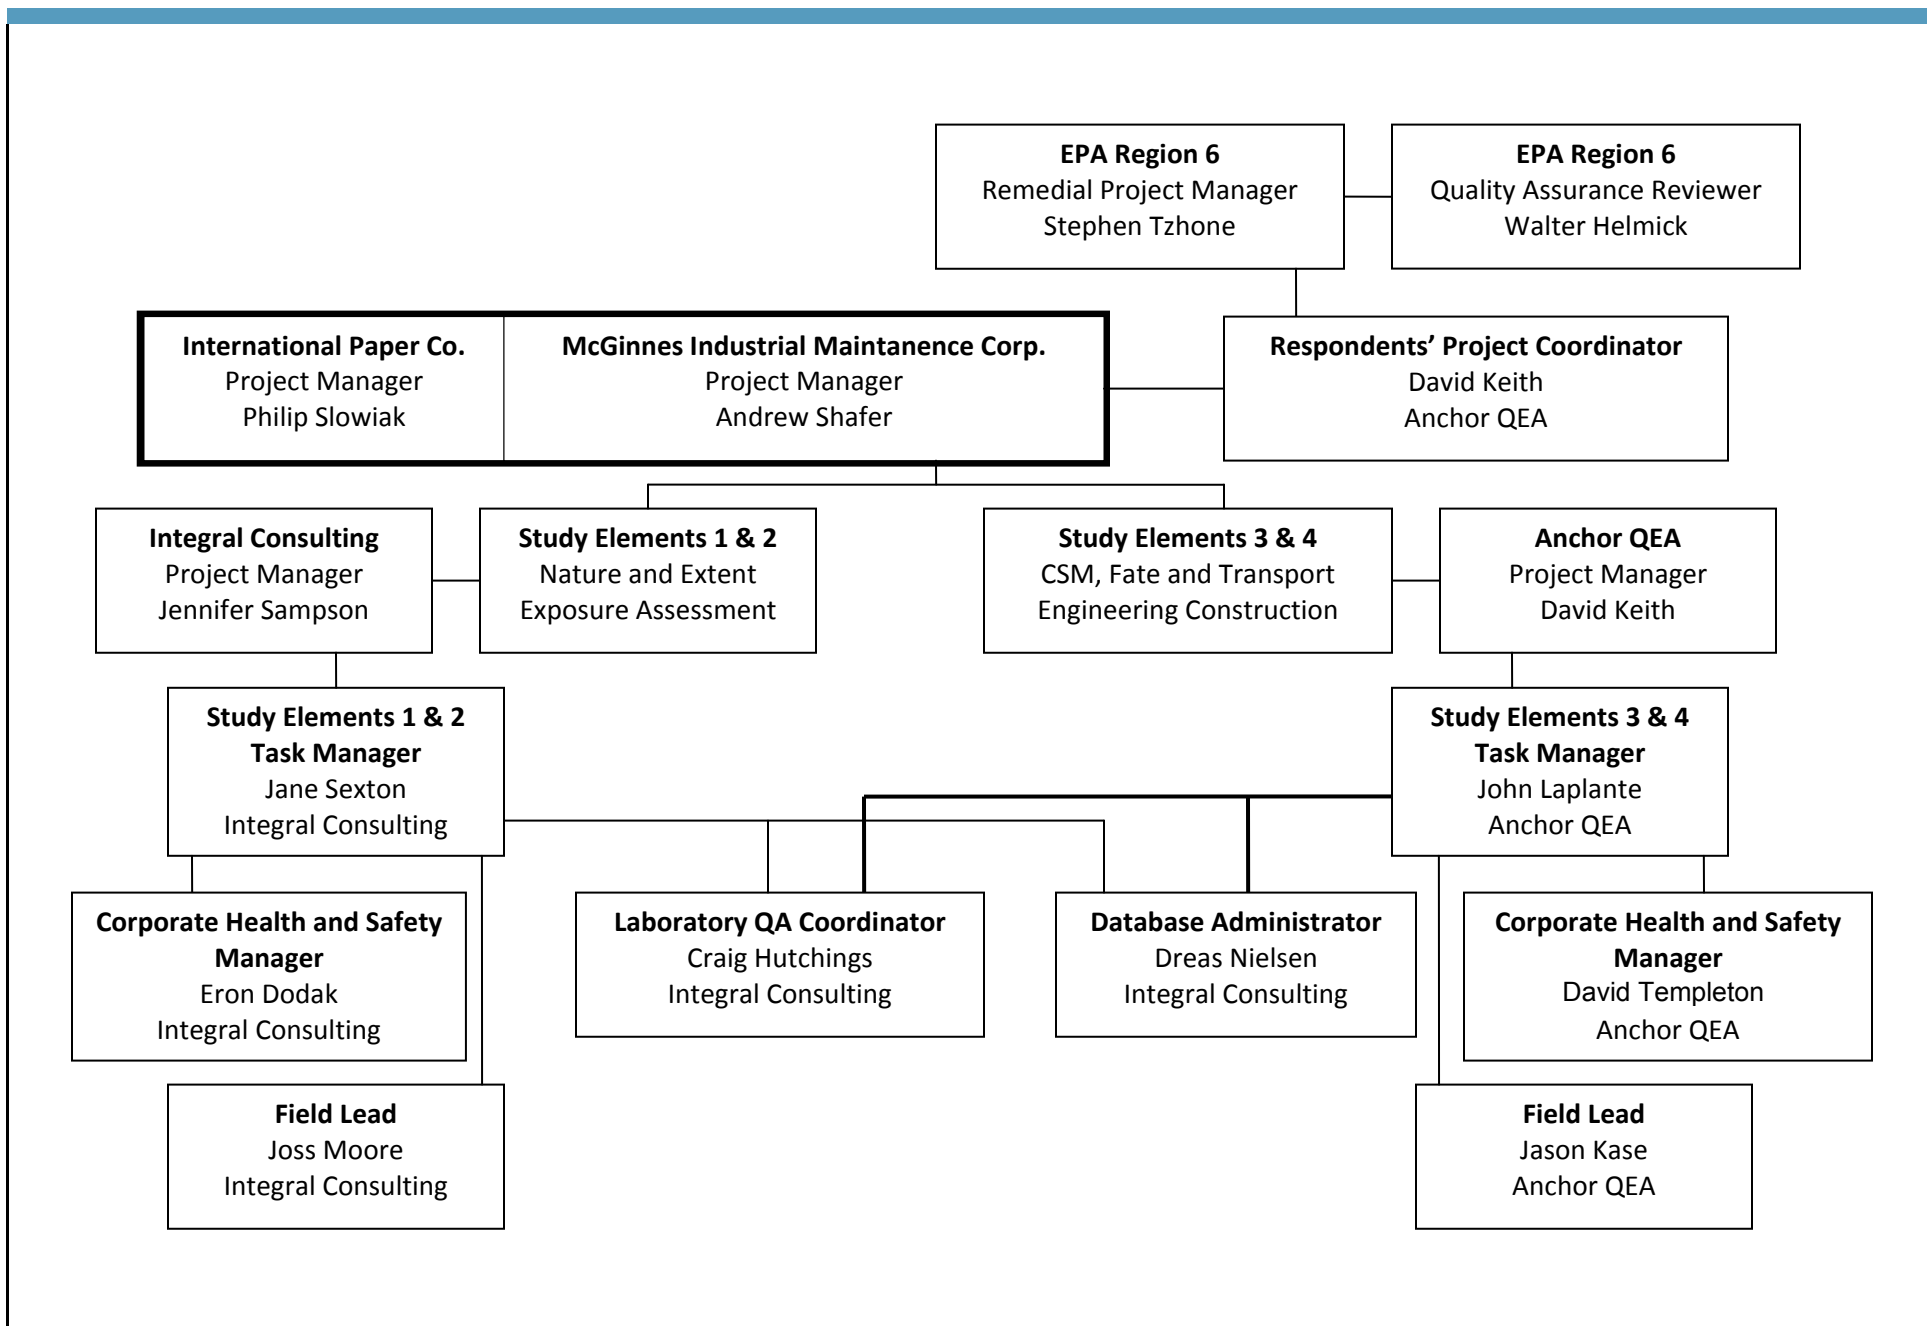 EPA Region 6
Remedial Project Manager
Stephen Tzhone
EPA Region 6
Quality Assurance Reviewer
Walter Helmick
International Paper Co.
Project Manager
Philip Slowiak
McGinnes Industrial Maintanence Corp.
Project Manager
Andrew Shafer
Respondents’ Project Coordinator
David Keith
Anchor QEA
Integral Consulting
Project Manager
Jennifer Sampson
Study Elements 1 & 2
Nature and Extent
Exposure Assessment
Study Elements 3 & 4
CSM, Fate and Transport
Engineering Construction
Anchor QEA
Project Manager
David Keith
Study Elements 1 & 2
Task Manager
Jane Sexton
Integral Consulting
Study Elements 3 & 4
Task Manager
John Laplante
Anchor QEA
Corporate Health and Safety
Manager
Eron Dodak
Integral Consulting
Laboratory QA Coordinator
Craig Hutchings
Integral Consulting
Database Administrator
Dreas Nielsen
Integral Consulting
Corporate Health and Safety
Manager
David Templeton
Anchor QEA
Field Lead
Joss Moore
Integral Consulting
Field Lead
Jason Kase
Anchor QEA